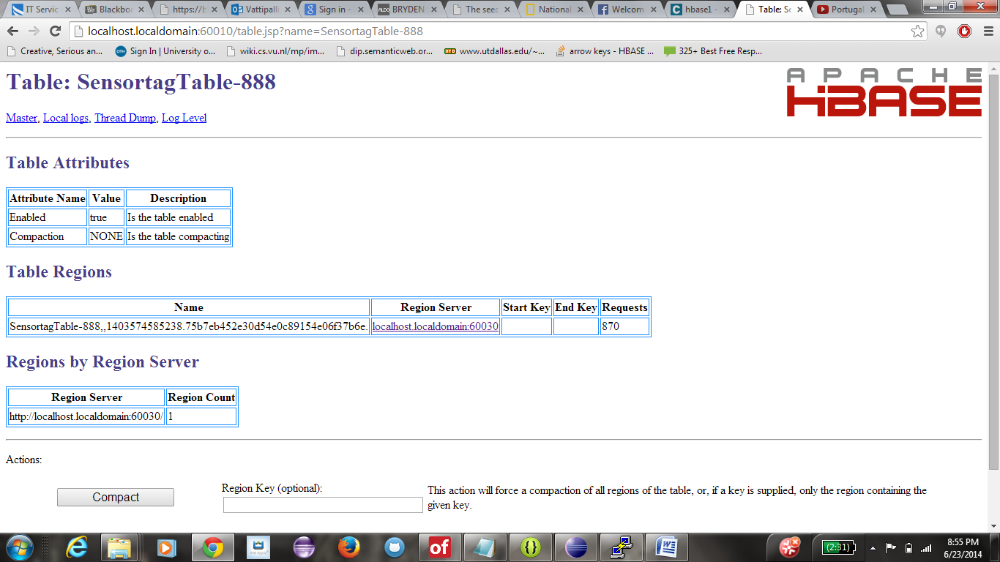 IT Servic
Blackboa
https://b
Vattipalli
Sign in -
ALDO BRYDEN
The seed
National
Welcom
hbase1 -
Table: Se
Portugal
localhost.localdomain:60010/table.jsp?name=SensortagTable-888
Creative, Serious an...
Sign In | University o...
wiki.cs.vu.nl/mp/im...
dip.semanticweb.or...
www.utdallas.edu/~...
arrow keys - HBASE ...
325+ Best Free Resp...
Table: SensortagTable-888
APACHE
HBASE
Master, Local logs, Thread Dump, Log Level
Table Attributes
Attribute Name Value Description
Enabled true Is the table enabled
Compaction NONE Is the table compacting
Table Regions
Name Region Server Start Key End Key Requests
SensortagTable-888,,1403574585238.75b7eb452e30d54e0c89154e06f37b6e. localhost.localdomain:60030 870
Regions by Region Server
Region Server Region Count
http://localhost.localdomain:60030/ 1
Actions:
Compact
Region Key (optional):
This action will force a compaction of all regions of the table, or, if a key is supplied, only the region containing the
given key.
of
(2:31)
8:55 PM
6/23/2014